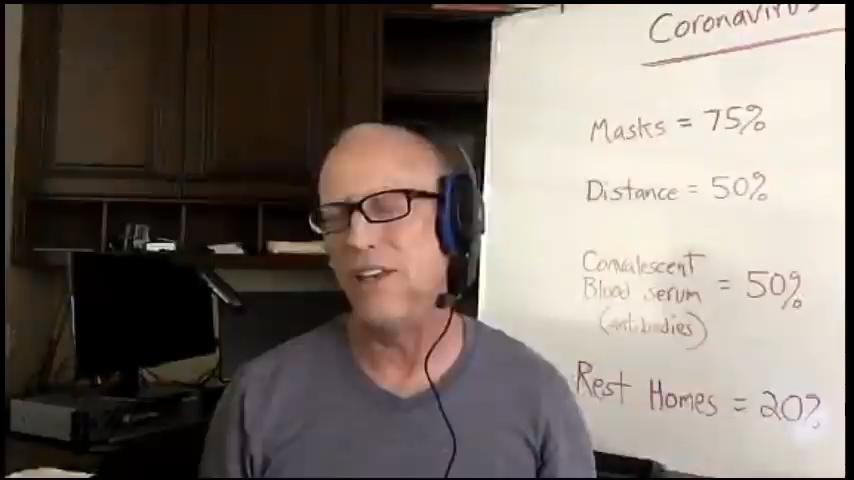 Coronavirus
Masks = 75%
Distance = 50%
Convalescent
Blood serum = 50%
(antibodies)
Rest Homes = 20%